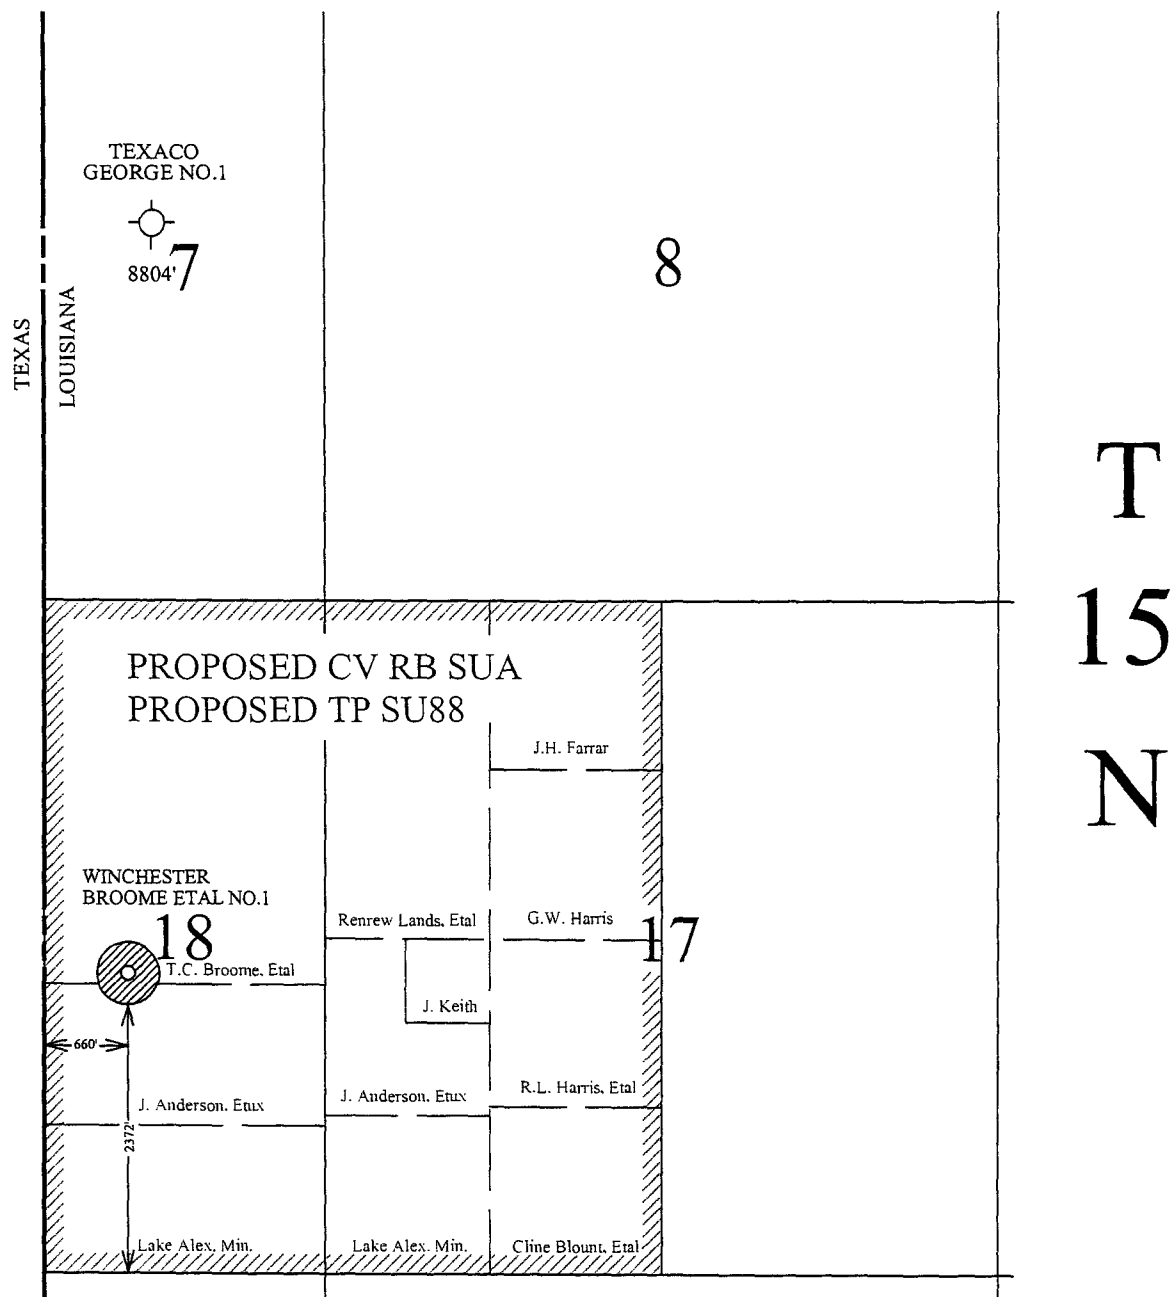 TEXACO
GEORGE NO.1
8804'
7
8
TEXAS
LOUISIANA
T
15
N
PROPOSED CV RB SUA
PROPOSED TP SU88
J.H. Farrar
WINCHESTER
BROOME ETAL NO.1
18
Renrew Lands, Etal
G.W. Harris
17
T.C. Broome, Etal
J. Keith
660'
J. Anderson, Etux
J. Anderson, Etux
R.L. Harris, Etal
2372'
Lake Alex. Min.
Lake Alex. Min.
Cline Blount, Etal